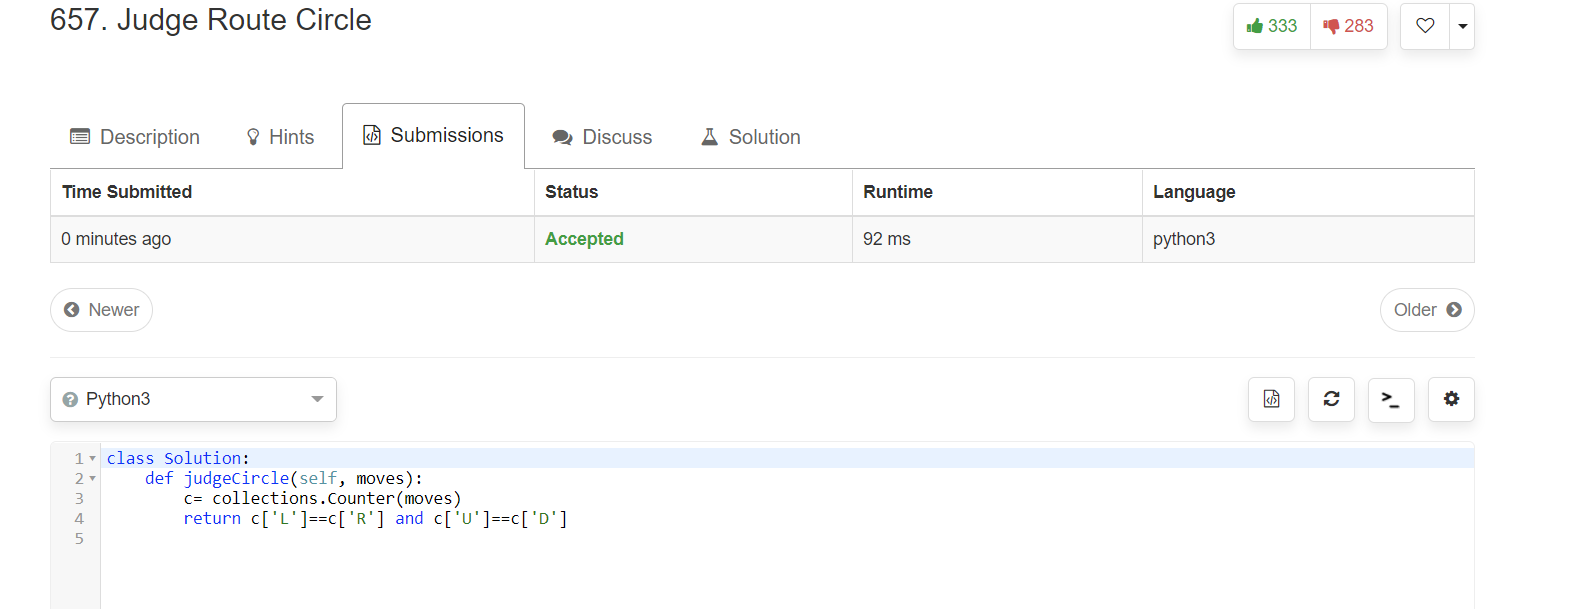 657. Judge Route Circle
333 283
Description Hints Submissions Discuss Solution
Time Submitted Status Runtime Language
0 minutes ago Accepted 92 ms python3
Newer Older
? Python3 >_
1 class Solution:
2     def judgeCircle(self, moves):
3         c= collections.Counter(moves)
4         return c['L']==c['R'] and c['U']==c['D']
5